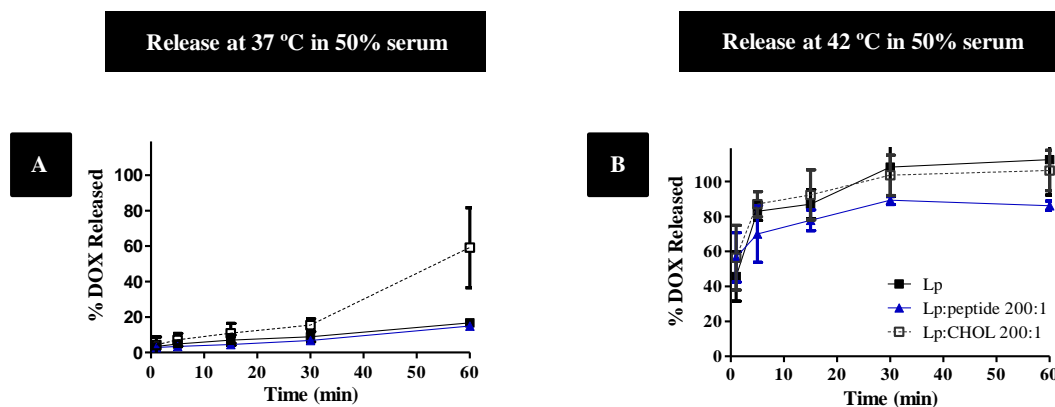 Release at 37 ºC in 50% serum
Release at 42 ºC in 50% serum
A
B
% DOX Released
100
80
60
40
20
0
0 10 20 30 40 50 60
Time (min)
% DOX Released
100
80
60
40
20
0
Lp
Lp:peptide 200:1
Lp:CHOL 200:1
0 10 20 30 40 50 60
Time (min)